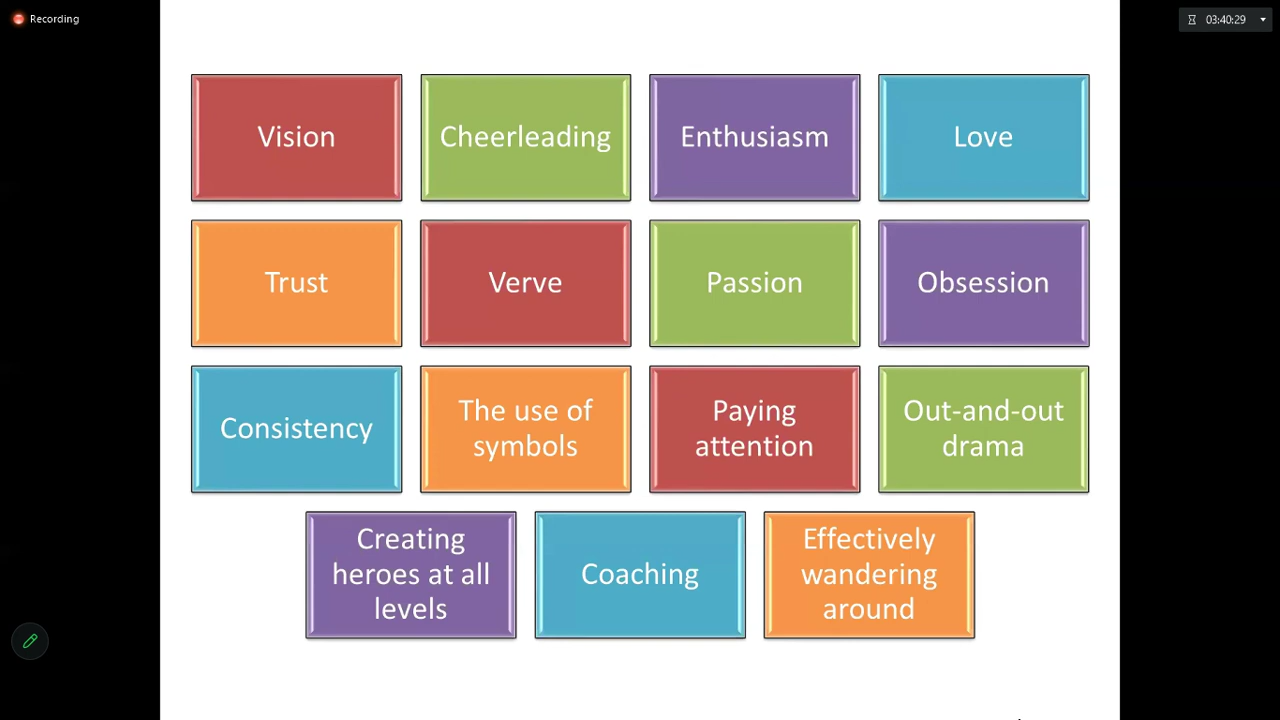 Recording
03:40:29
Vision
Cheerleading
Enthusiasm
Love
Trust
Verve
Passion
Obsession
Consistency
The use of
symbols
Paying
attention
Out-and-out
drama
Creating
heroes at all
levels
Coaching
Effectively
wandering
around